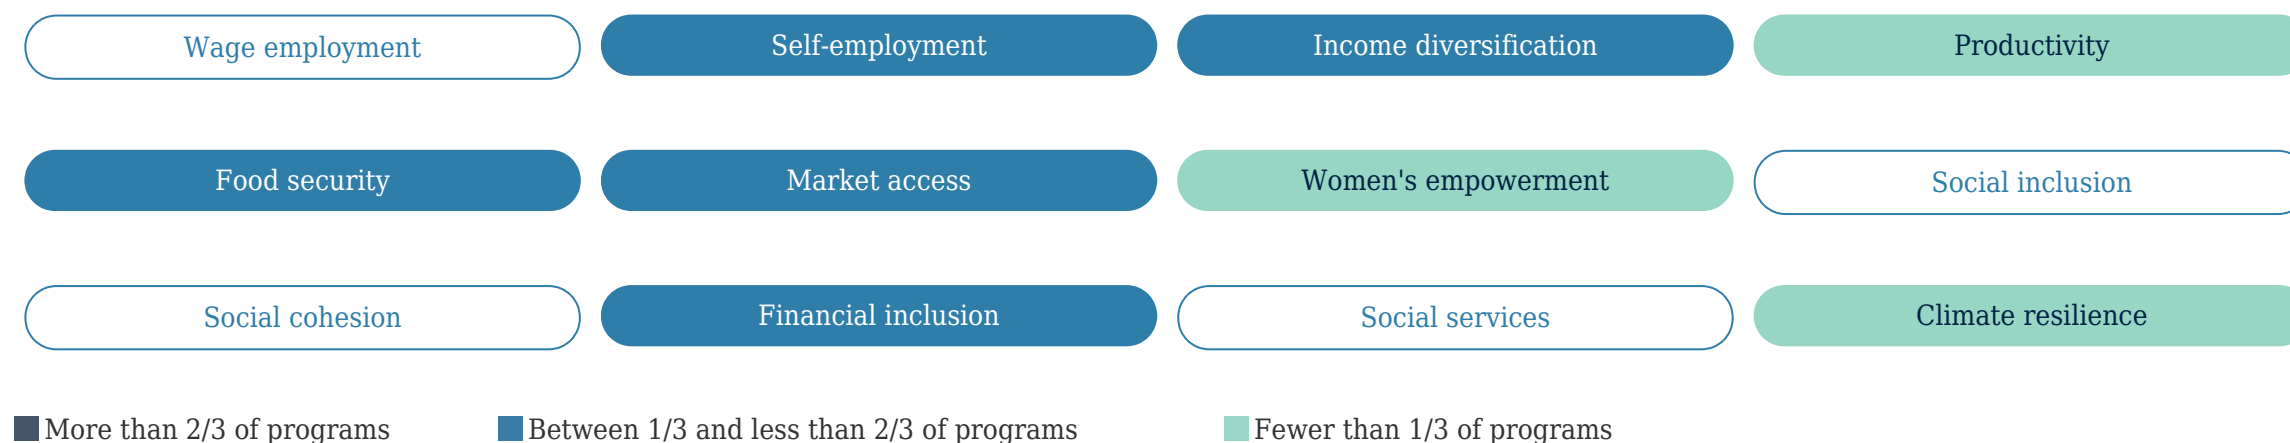 Wage employment
Self-employment
Income diversification
Productivity
Food security
Market access
Women's empowerment
Social inclusion
Social cohesion
Financial inclusion
Social services
Climate resilience
More than 2/3 of programs
Between 1/3 and less than 2/3 of programs
Fewer than 1/3 of programs